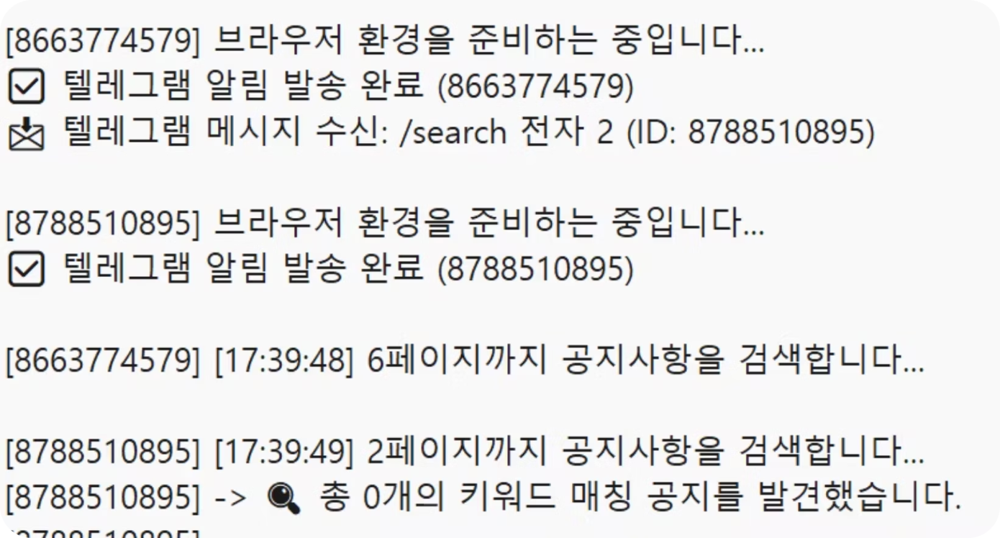 [8663774579] 브라우저 환경을 준비하는 중입니다...
☑ 텔레그램 알림 발송 완료 (8663774579)
📩 텔레그램 메시지 수신: /search 전자 2 (ID: 8788510895)
[8788510895] 브라우저 환경을 준비하는 중입니다...
☑ 텔레그램 알림 발송 완료 (8788510895)
[8663774579] [17:39:48] 6페이지까지 공지사항을 검색합니다...
[8788510895] [17:39:49] 2페이지까지 공지사항을 검색합니다...
[8788510895] -> 🔍 총 0개의 키워드 매칭 공지를 발견했습니다.